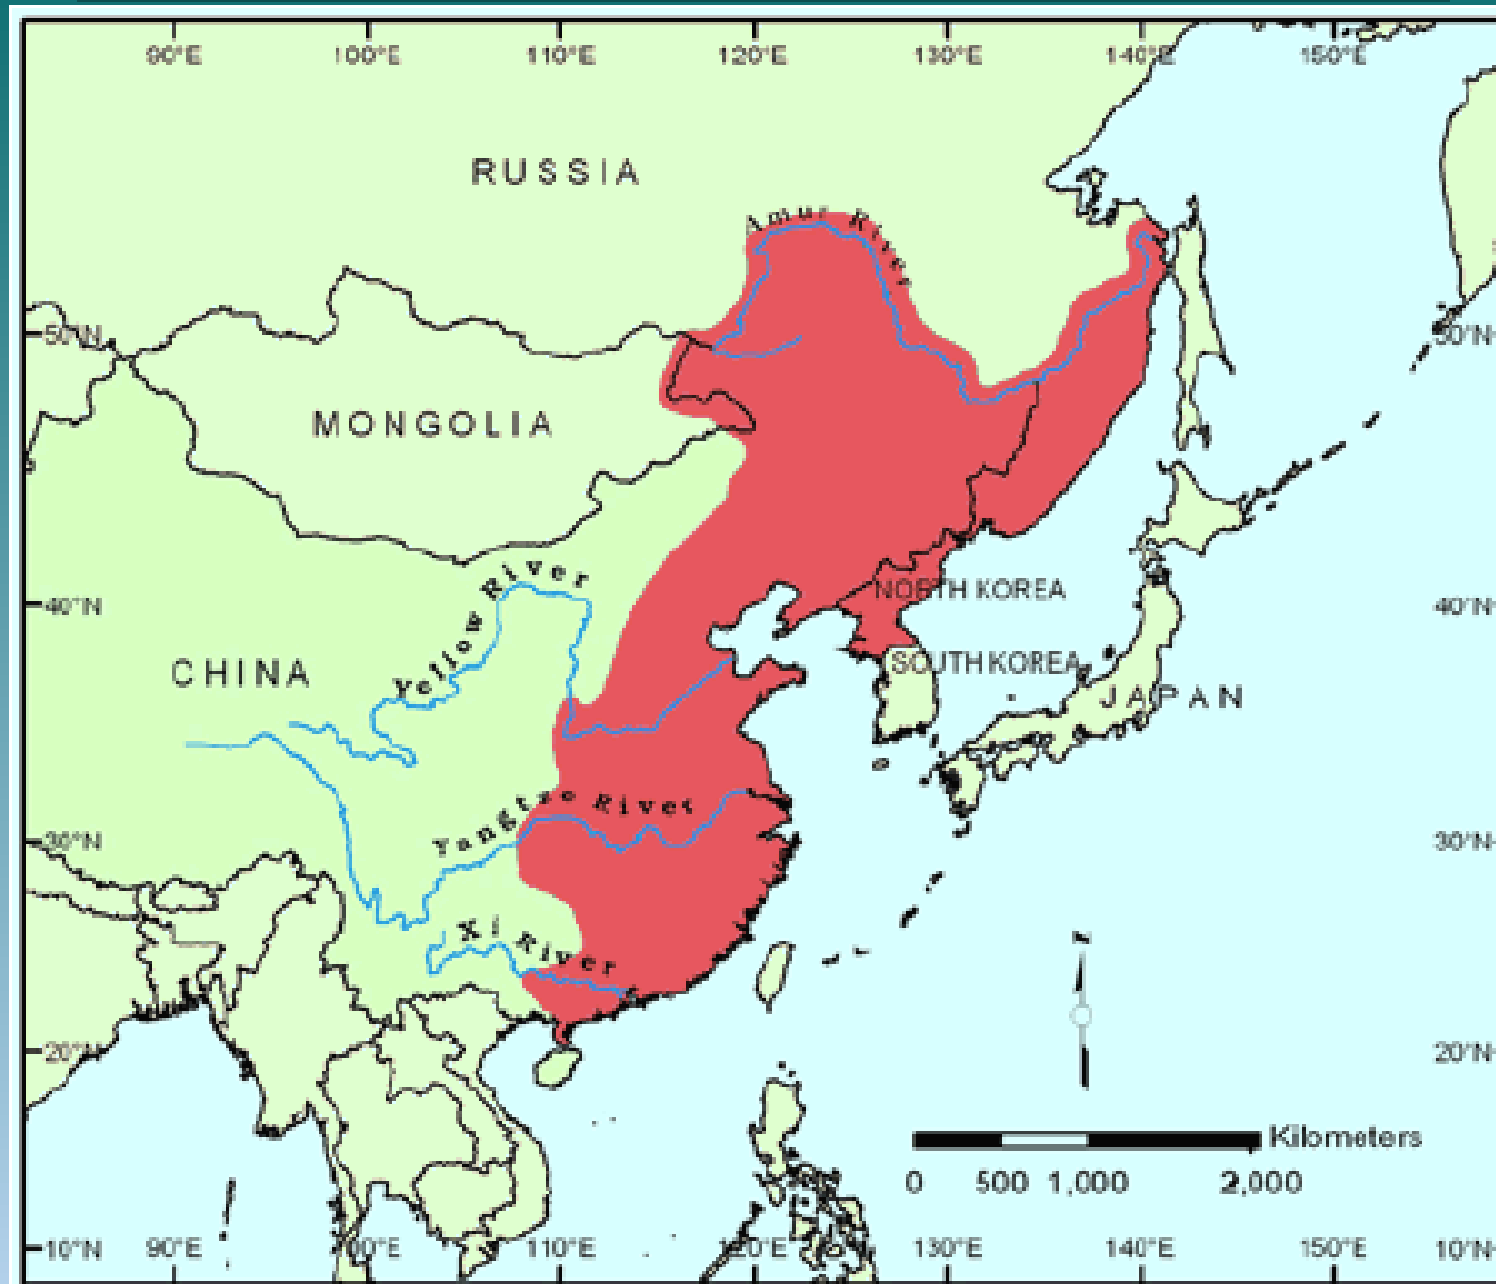 90°E 100°E 110°E 120°E 130°E 140°E 150°E
RUSSIA
Amur River
50°N 50°N
MONGOLIA
Yellow River
NORTH KOREA
40°N 40°N
CHINA
SOUTH KOREA
JAPAN
Yangtze River
30°N 30°N
Xi River
N
20°N 20°N
Kilometers
0 500 1,000 2,000
10°N 90°E 100°E 110°E 120°E 130°E 140°E 150°E 10°N